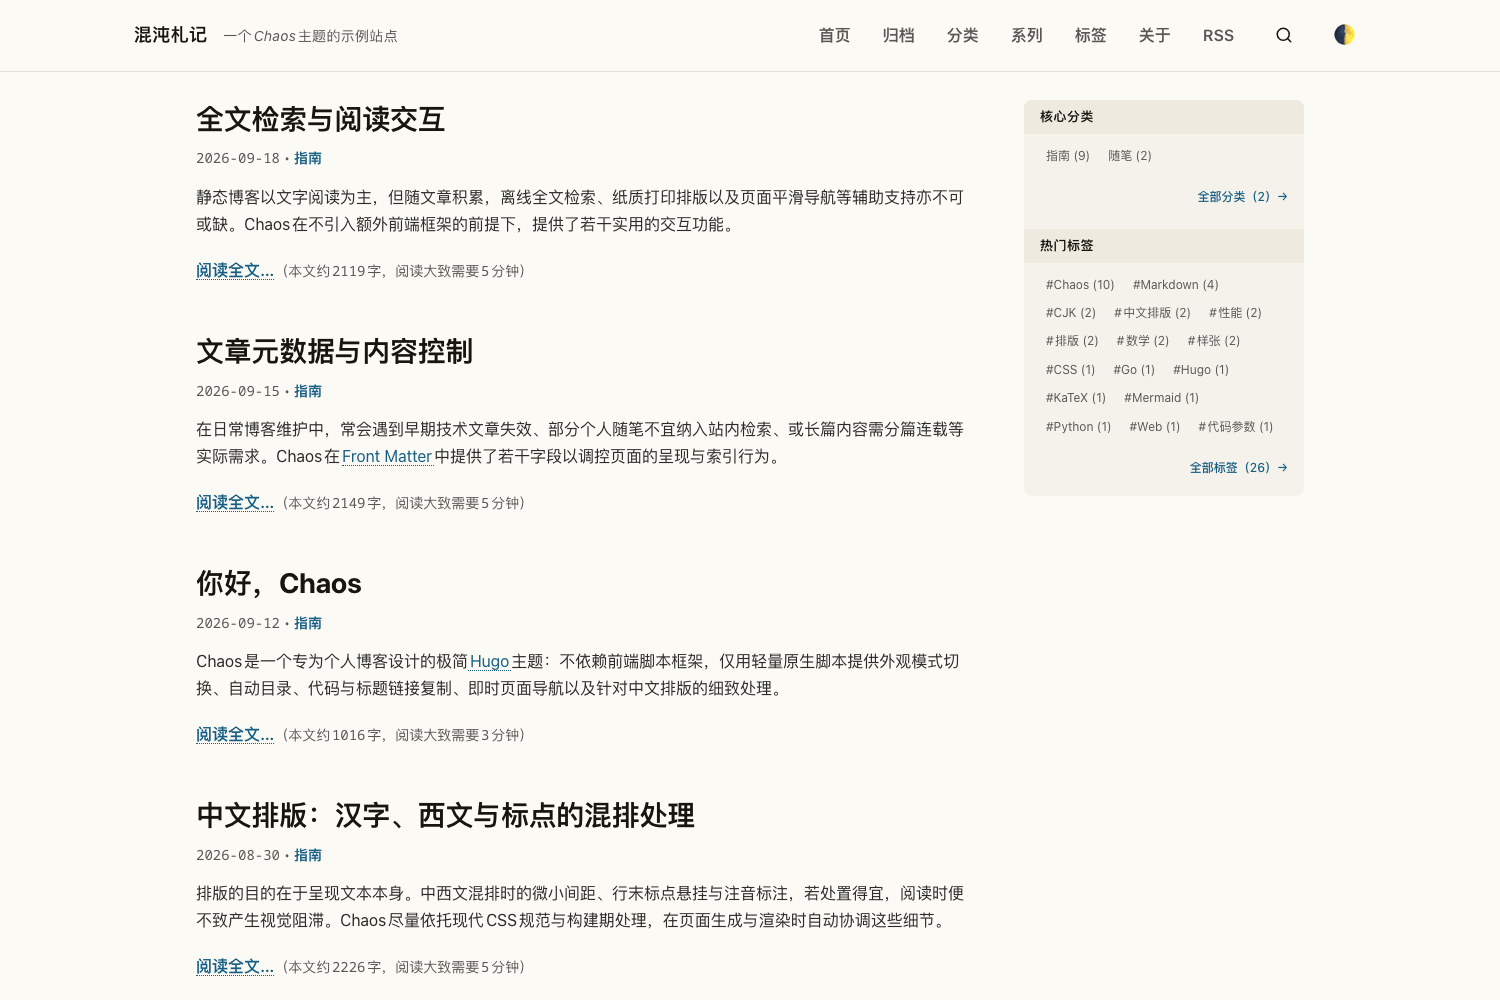 混沌札记 一个 Chaos 主题的示例站点
首页 归档 分类 系列 标签 关于 RSS
全文检索与阅读交互
2026-09-18 • 指南
静态博客以文字阅读为主，但随文章积累，离线全文检索、纸质打印排版以及页面平滑导航等辅助支持亦不可
或缺。Chaos 在不引入额外前端框架的前提下，提供了若干实用的交互功能。
阅读全文... （本文约 2119 字，阅读大致需要 5 分钟）
文章元数据与内容控制
2026-09-15 • 指南
在日常博客维护中，常会遇到早期技术文章失效、部分个人随笔不宜纳入站内检索、或长篇内容需分篇连载等
实际需求。Chaos 在 Front Matter 中提供了若干字段以调控页面的呈现与索引行为。
阅读全文... （本文约 2149 字，阅读大致需要 5 分钟）
你好，Chaos
2026-09-12 • 指南
Chaos 是一个专为个人博客设计的极简 Hugo 主题：不依赖前端脚本框架，仅用轻量原生脚本提供外观模式切
换、自动目录、代码与标题链接复制、即时页面导航以及针对中文排版的细致处理。
阅读全文... （本文约 1016 字，阅读大致需要 3 分钟）
中文排版：汉字、西文与标点的混排处理
2026-08-30 • 指南
排版的目的在于呈现文本本身。中西文混排时的微小间距、行末标点悬挂与注音标注，若处置得宜，阅读时便
不致产生视觉阻滞。Chaos 尽量依托现代 CSS 规范与构建期处理，在页面生成与渲染时自动协调这些细节。
阅读全文... （本文约 2226 字，阅读大致需要 5 分钟）
核心分类
指南 (9) 随笔 (2)
全部分类（2）→
热门标签
#Chaos (10) #Markdown (4)
#CJK (2) #中文排版 (2) #性能 (2)
#排版 (2) #数学 (2) #样张 (2)
#CSS (1) #Go (1) #Hugo (1)
#KaTeX (1) #Mermaid (1)
#Python (1) #Web (1) #代码参数 (1)
全部标签（26）→